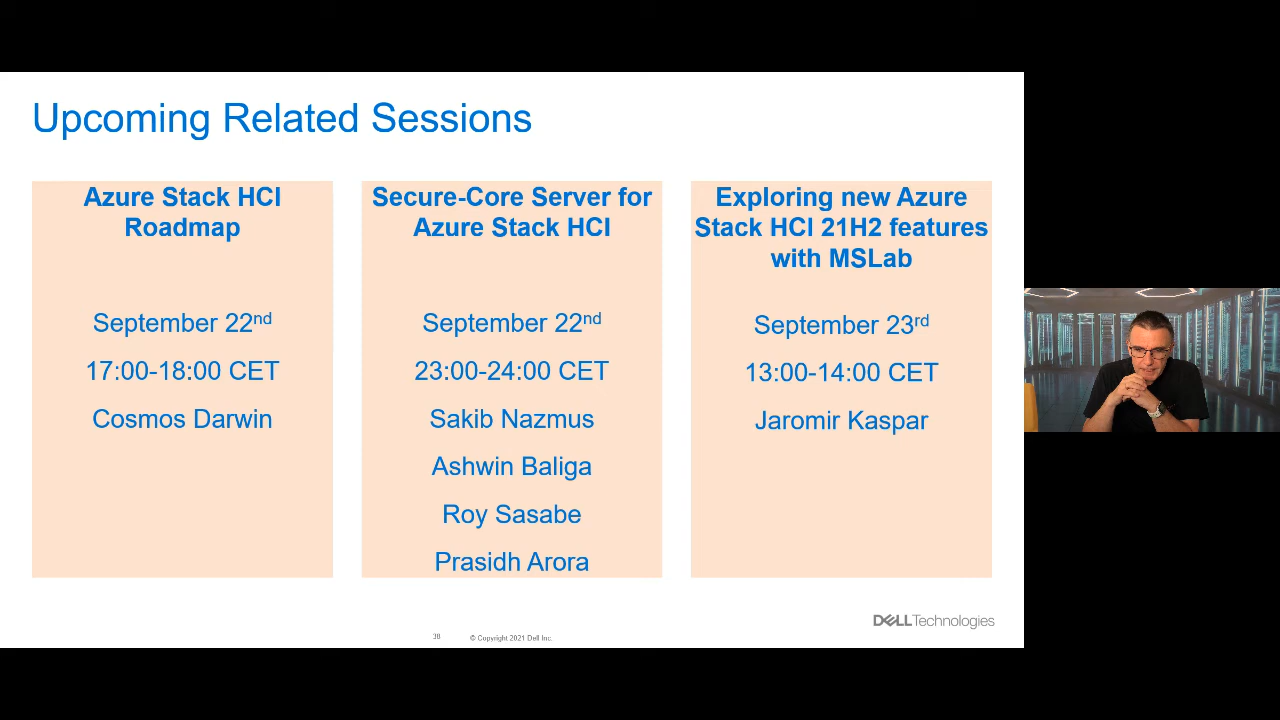 Upcoming Related Sessions
Azure Stack HCI
Roadmap
September 22nd
17:00-18:00 CET
Cosmos Darwin
Secure-Core Server for
Azure Stack HCI
September 22nd
23:00-24:00 CET
Sakib Nazmus
Ashwin Baliga
Roy Sasabe
Prasidh Arora
Exploring new Azure
Stack HCI 21H2 features
with MSLab
September 23rd
13:00-14:00 CET
Jaromir Kaspar
38
© Copyright 2021 Dell Inc.
DELLTechnologies